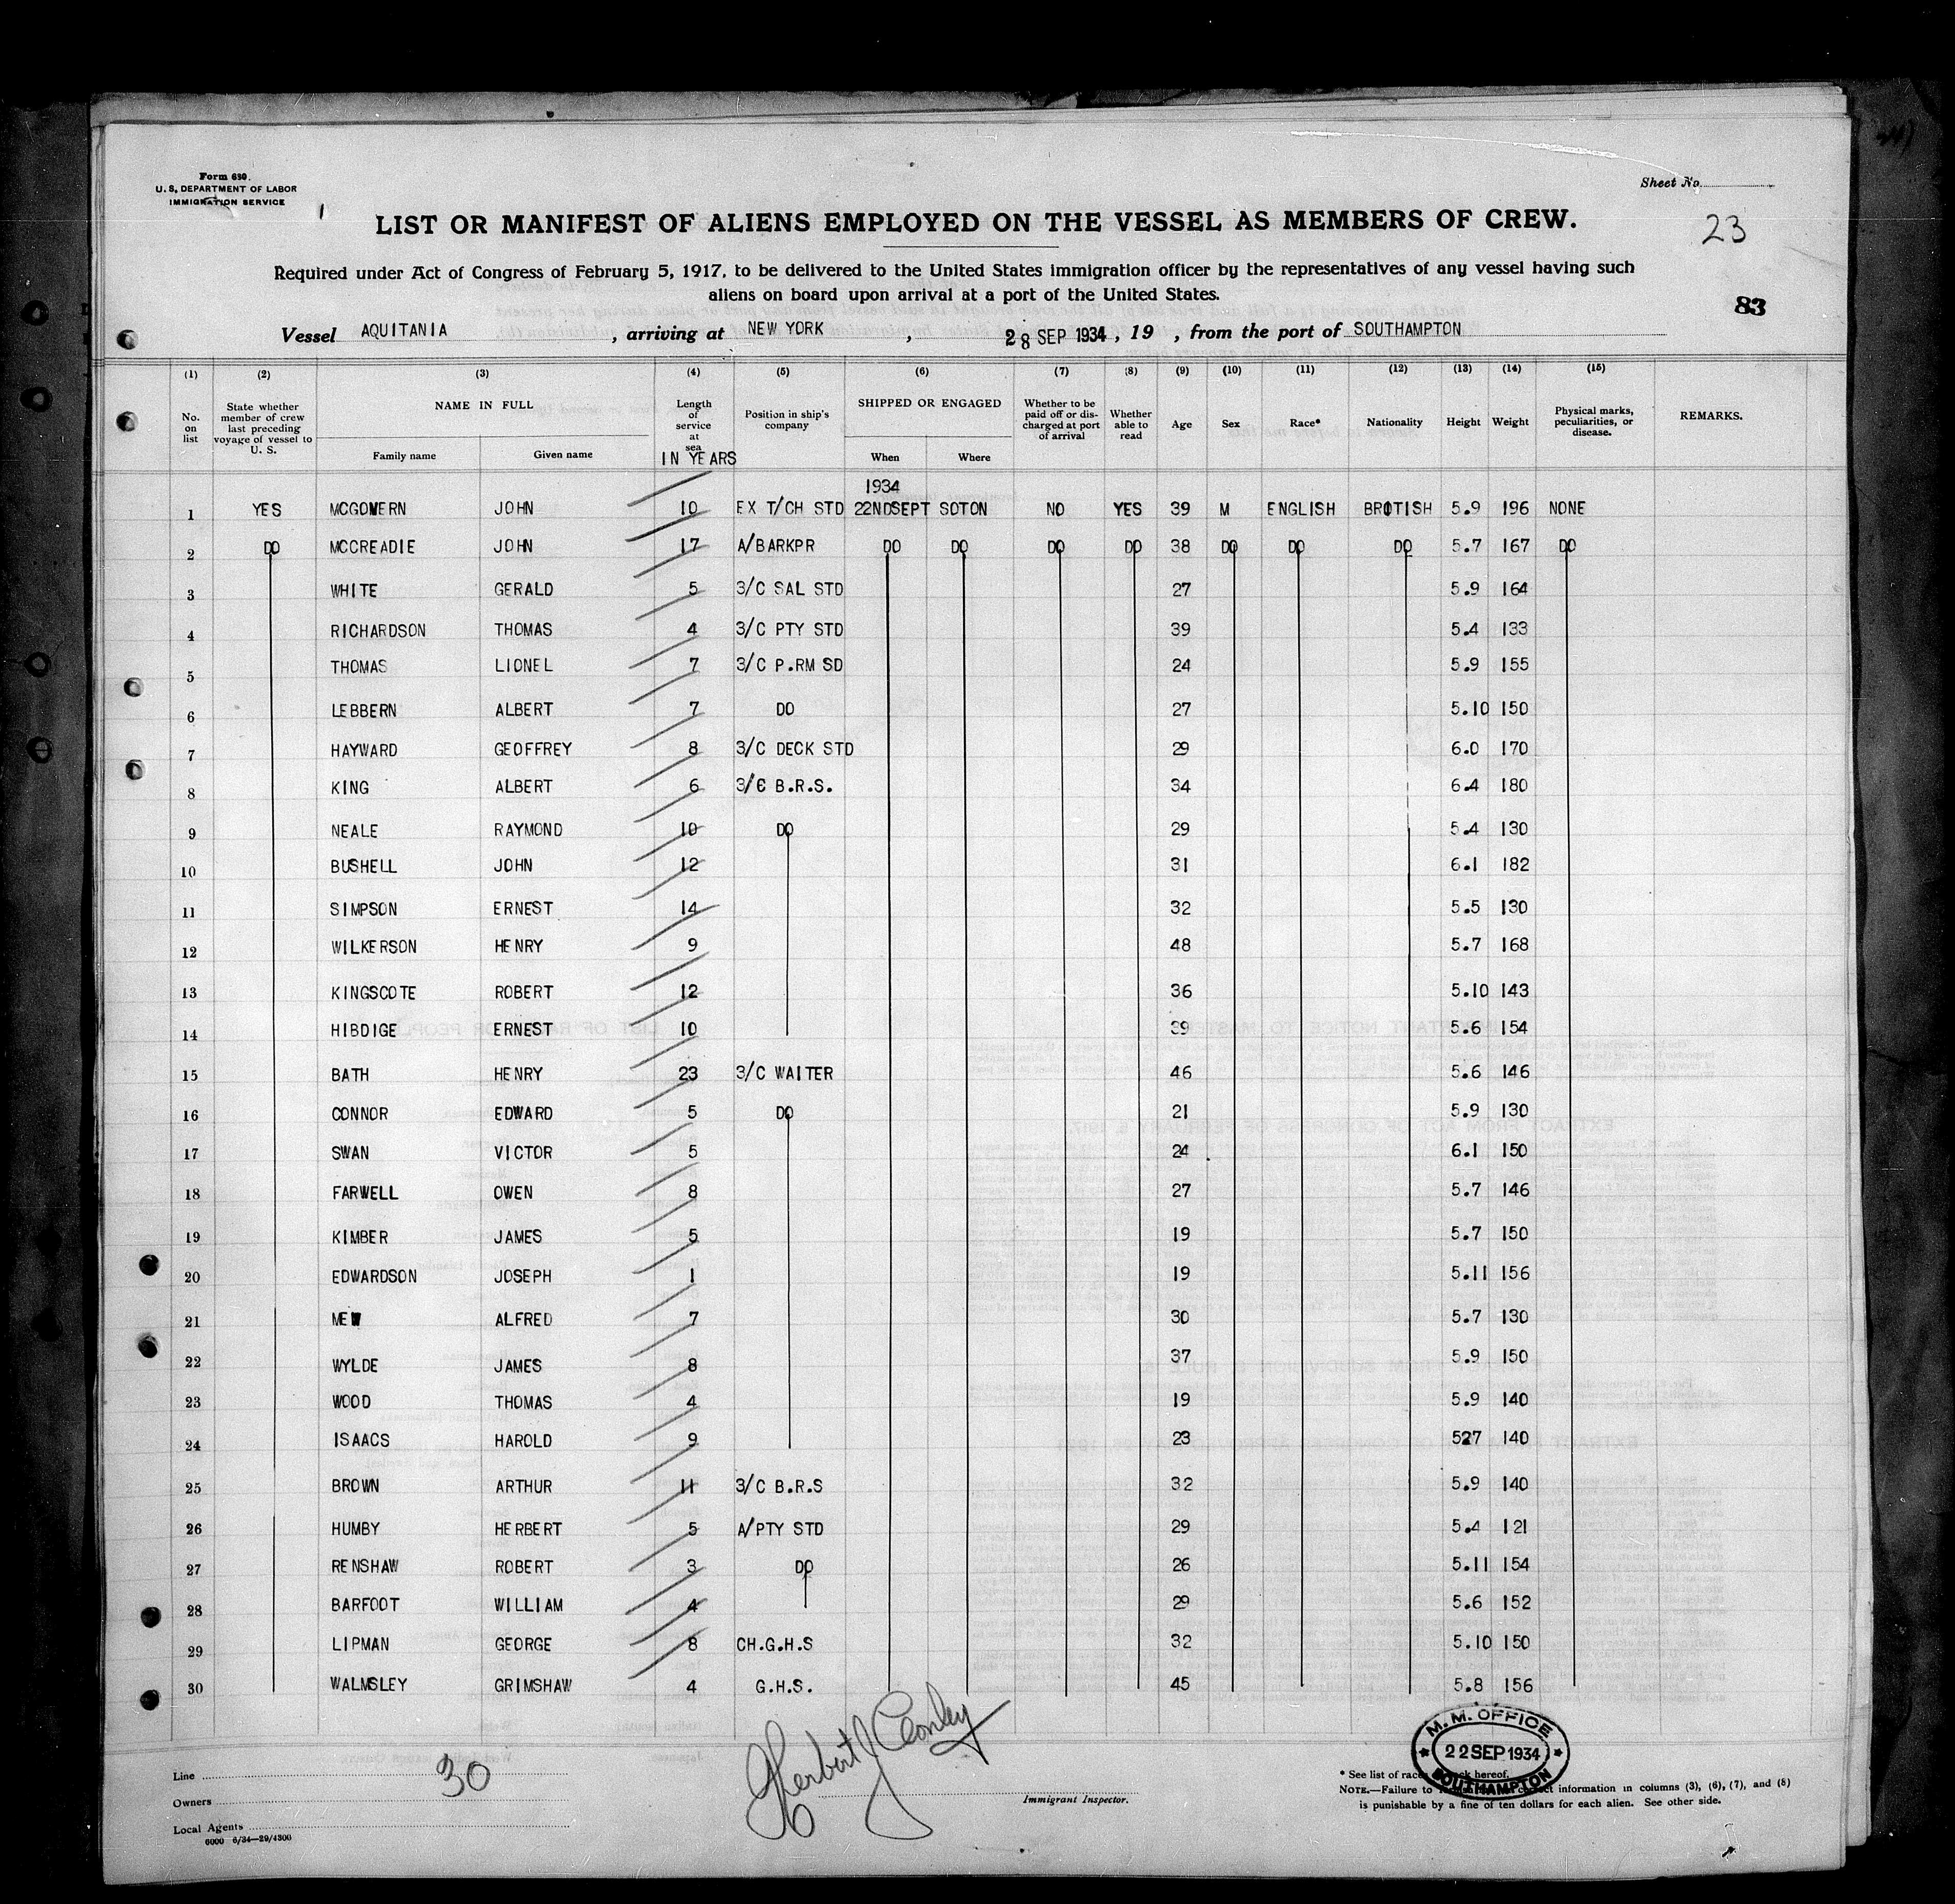 Form 680.
U. S. DEPARTMENT OF LABOR
IMMIGRATION SERVICE
Sheet No.
LIST OR MANIFEST OF ALIENS EMPLOYED ON THE VESSEL AS MEMBERS OF CREW.
23
Required under Act of Congress of February 5, 1917, to be delivered to the United States immigration officer by the representatives of any vessel having such
aliens on board upon arrival at a port of the United States.
83
Vessel AQUITANIA , arriving at NEW YORK , 28 SEP 1934 , 19 , from the port of SOUTHAMPTON
(1) (2) (3) (4) (5) (6) (7) (8) (9) (10) (11) (12) (13) (14) (15)
No. on list State whether member of crew last preceding voyage of vessel to U. S. NAME IN FULL Family name Given name Length of service at sea IN YEARS Position in ship's company SHIPPED OR ENGAGED When Where Whether to be paid off or discharged at port of arrival Whether able to read Age Sex Race* Nationality Height Weight Physical marks, peculiarities, or disease. REMARKS.
1934
1 YES MCGOWERN JOHN 10 EX T/CH STD 22NDSEPT SOTON NO YES 39 M ENGLISH BRITISH 5.9 196 NONE
2 DO MCCREADIE JOHN 17 A/BARKPR DO DO DO DO 38 DO DO DO 5.7 167 DO
3 WHITE GERALD 5 3/C SAL STD 27 5.9 164
4 RICHARDSON THOMAS 4 3/C PTY STD 39 5.4 133
5 THOMAS LIONEL 7 3/C P.RM SD 24 5.9 155
6 LEBBERN ALBERT 7 DO 27 5.10 150
7 HAYWARD GEOFFREY 8 3/C DECK STD 29 6.0 170
8 KING ALBERT 6 3/C B.R.S. 34 6.4 180
9 NEALE RAYMOND 10 DO 29 5.4 130
10 BUSHELL JOHN 12 31 6.1 182
11 SIMPSON ERNEST 14 32 5.5 130
12 WILKERSON HENRY 9 48 5.7 168
13 KINGSCOTE ROBERT 12 36 5.10 143
14 HIBDIGE ERNEST 10 39 5.6 154
15 BATH HENRY 23 3/C WAITER 46 5.6 146
16 CONNOR EDWARD 5 DO 21 5.9 130
17 SWAN VICTOR 5 24 6.1 150
18 FARWELL OWEN 8 27 5.7 146
19 KIMBER JAMES 5 19 5.7 150
20 EDWARDSON JOSEPH 1 19 5.11 156
21 MEW ALFRED 7 30 5.7 130
22 WYLDE JAMES 8 37 5.9 150
23 WOOD THOMAS 4 19 5.9 140
24 ISAACS HAROLD 9 23 527 140
25 BROWN ARTHUR 11 3/C B.R.S 32 5.9 140
26 HUMBY HERBERT 5 A/PTY STD 29 5.4 121
27 RENSHAW ROBERT 3 DO 26 5.11 154
28 BARFOOT WILLIAM 4 29 5.6 152
29 LIPMAN GEORGE 8 CH.G.H.S 32 5.10 150
30 WALMSLEY GRIMSHAW 4 G.H.S. 45 5.8 156
M. M. OFFICE
22 SEP 1934
SOUTHAMPTON
Line
30
Owners
Local Agents
6000 6/34—29/4300
Herbert J Conley
Immigrant Inspector.
* See list of races hereof.
NOTE.—Failure to information in columns (3), (6), (7), and (8)
is punishable by a fine of ten dollars for each alien. See other side.